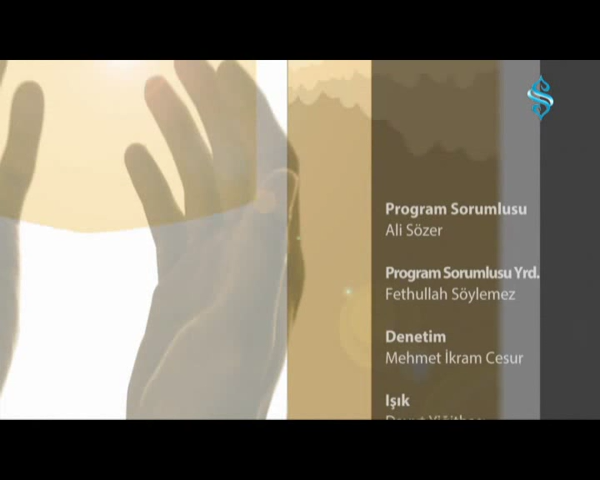 Program Sorumlusu
Ali Sözer
Program Sorumlusu Yrd.
Fethullah Söylemez
Denetim
Mehmet İkram Cesur
Işık